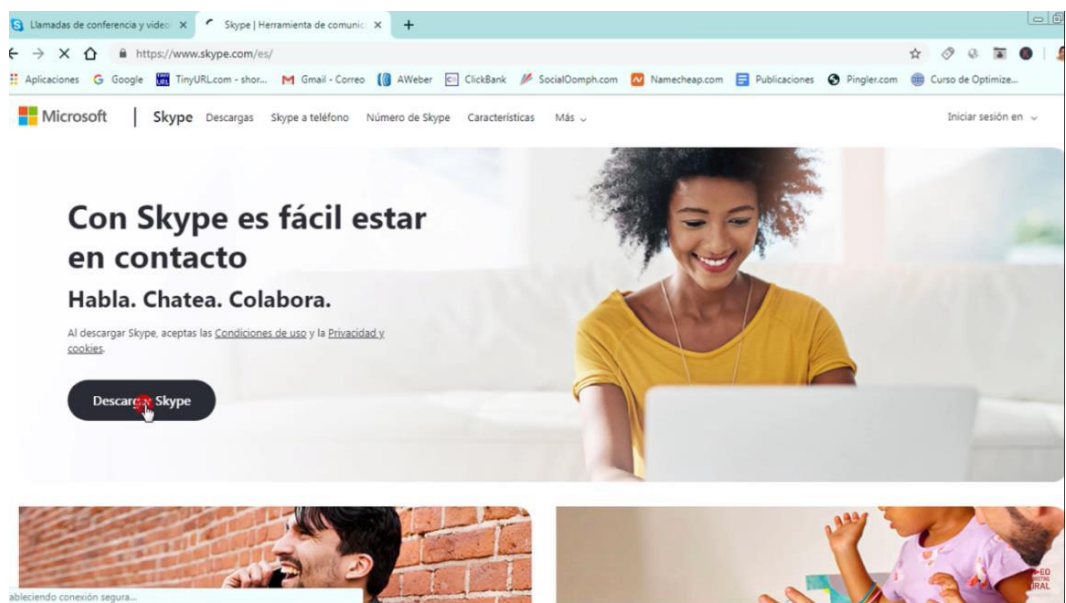 Llamadas de conferencia y video
Skype | Herramienta de comunic
https://www.skype.com/es/
Aplicaciones Google TinyURL.com - shor... Gmail - Correo AWeber ClickBank SocialOomph.com Namecheap.com Publicaciones Pingler.com Curso de Optimize...
Microsoft Skype Descargas Skype a teléfono Número de Skype Características Más Iniciar sesión en
Con Skype es fácil estar
en contacto
Habla. Chatea. Colabora.
Al descargar Skype, aceptas las Condiciones de uso y la Privacidad y
cookies.
Descargar Skype
ableciendo conexión segura...